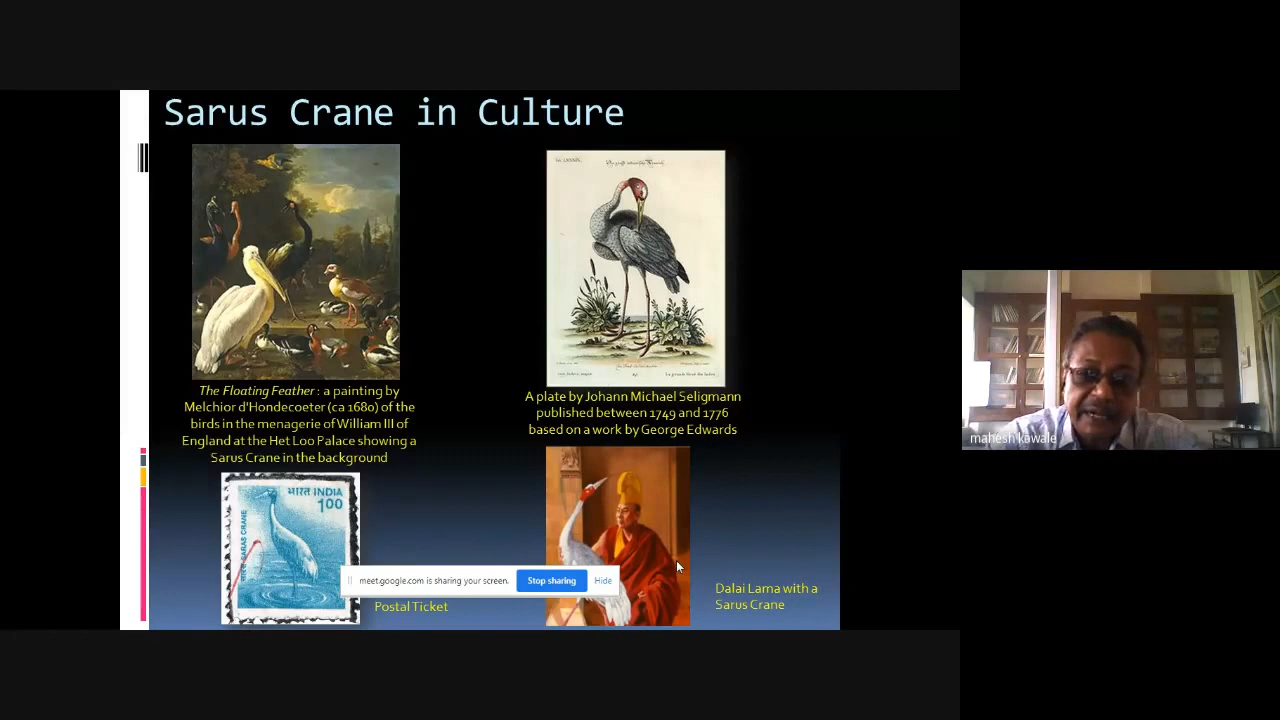 Sarus Crane in Culture
The Floating Feather : a painting by
Melchior d'Hondecoeter (ca 1680) of the
birds in the menagerie of William III of
England at the Het Loo Palace showing a
Sarus Crane in the background
A plate by Johann Michael Seligmann
published between 1749 and 1776
based on a work by George Edwards
भारत INDIA
100
SARAS CRANE
meet.google.com is sharing your screen.
Stop sharing
Hide
Postal Ticket
Dalai Lama with a
Sarus Crane
mahesh kawale